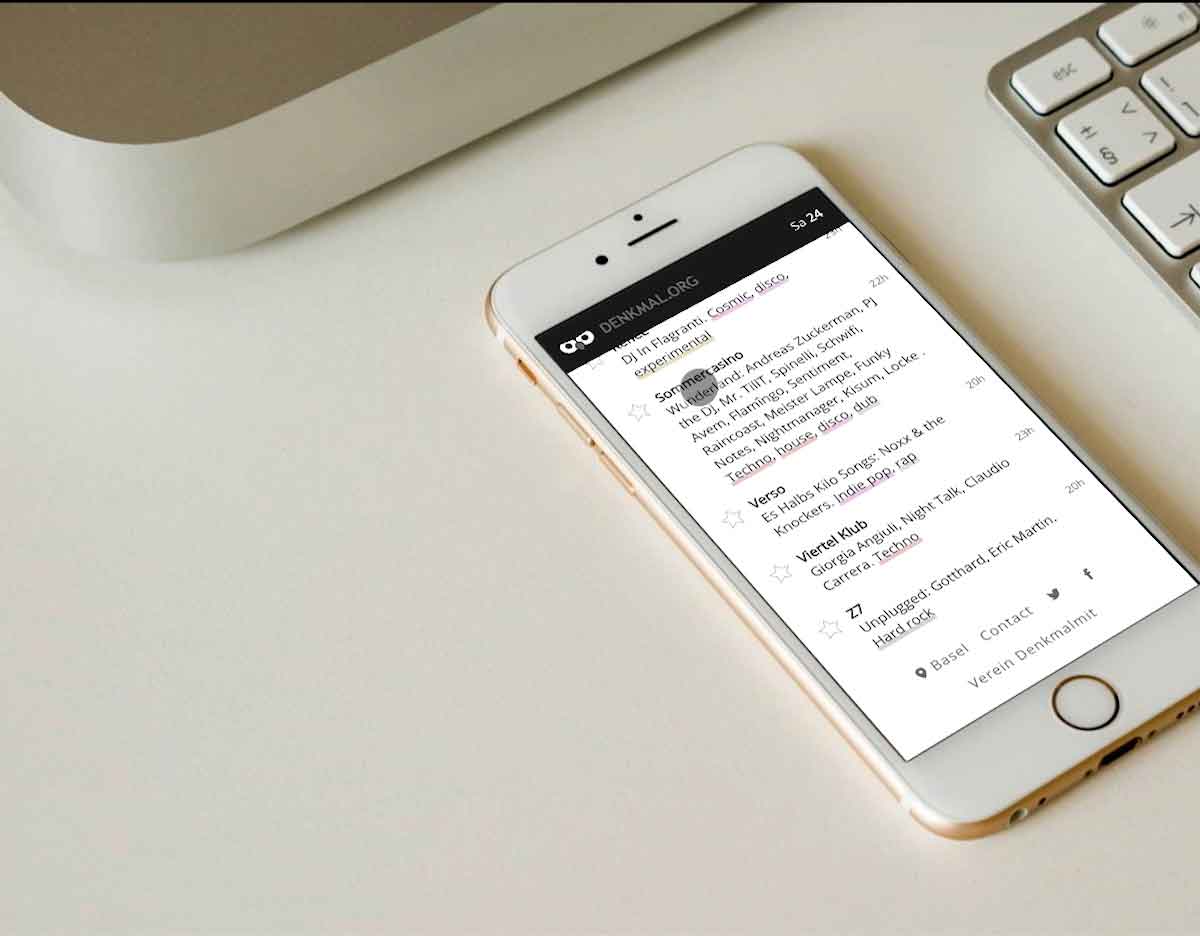 DENKMAL.ORG
Sa 24
DJ In Flagranti. Cosmic, disco,
experimental
Sommercasino
22h
Wunderland: Andreas Zuckerman, PJ
the DJ, Mr. TillT, Spinelli, Schwifi,
Avem, Flamingo, Sentiment,
Raincoast, Meister Lampe, Funky
Notes, Nightmanager, Kisum, Locke .
Techno, house, disco, dub
Verso
20h
Es Halbs Kilo Songs: Noxx & the
Knockers. Indie pop, rap
Viertel Klub
23h
Giorgia Angiuli, Night Talk, Claudio
Carrera. Techno
Z7
20h
Unplugged: Gotthard, Eric Martin.
Hard rock
Basel Contact
Verein Denkmalmit
esc
± §
< >